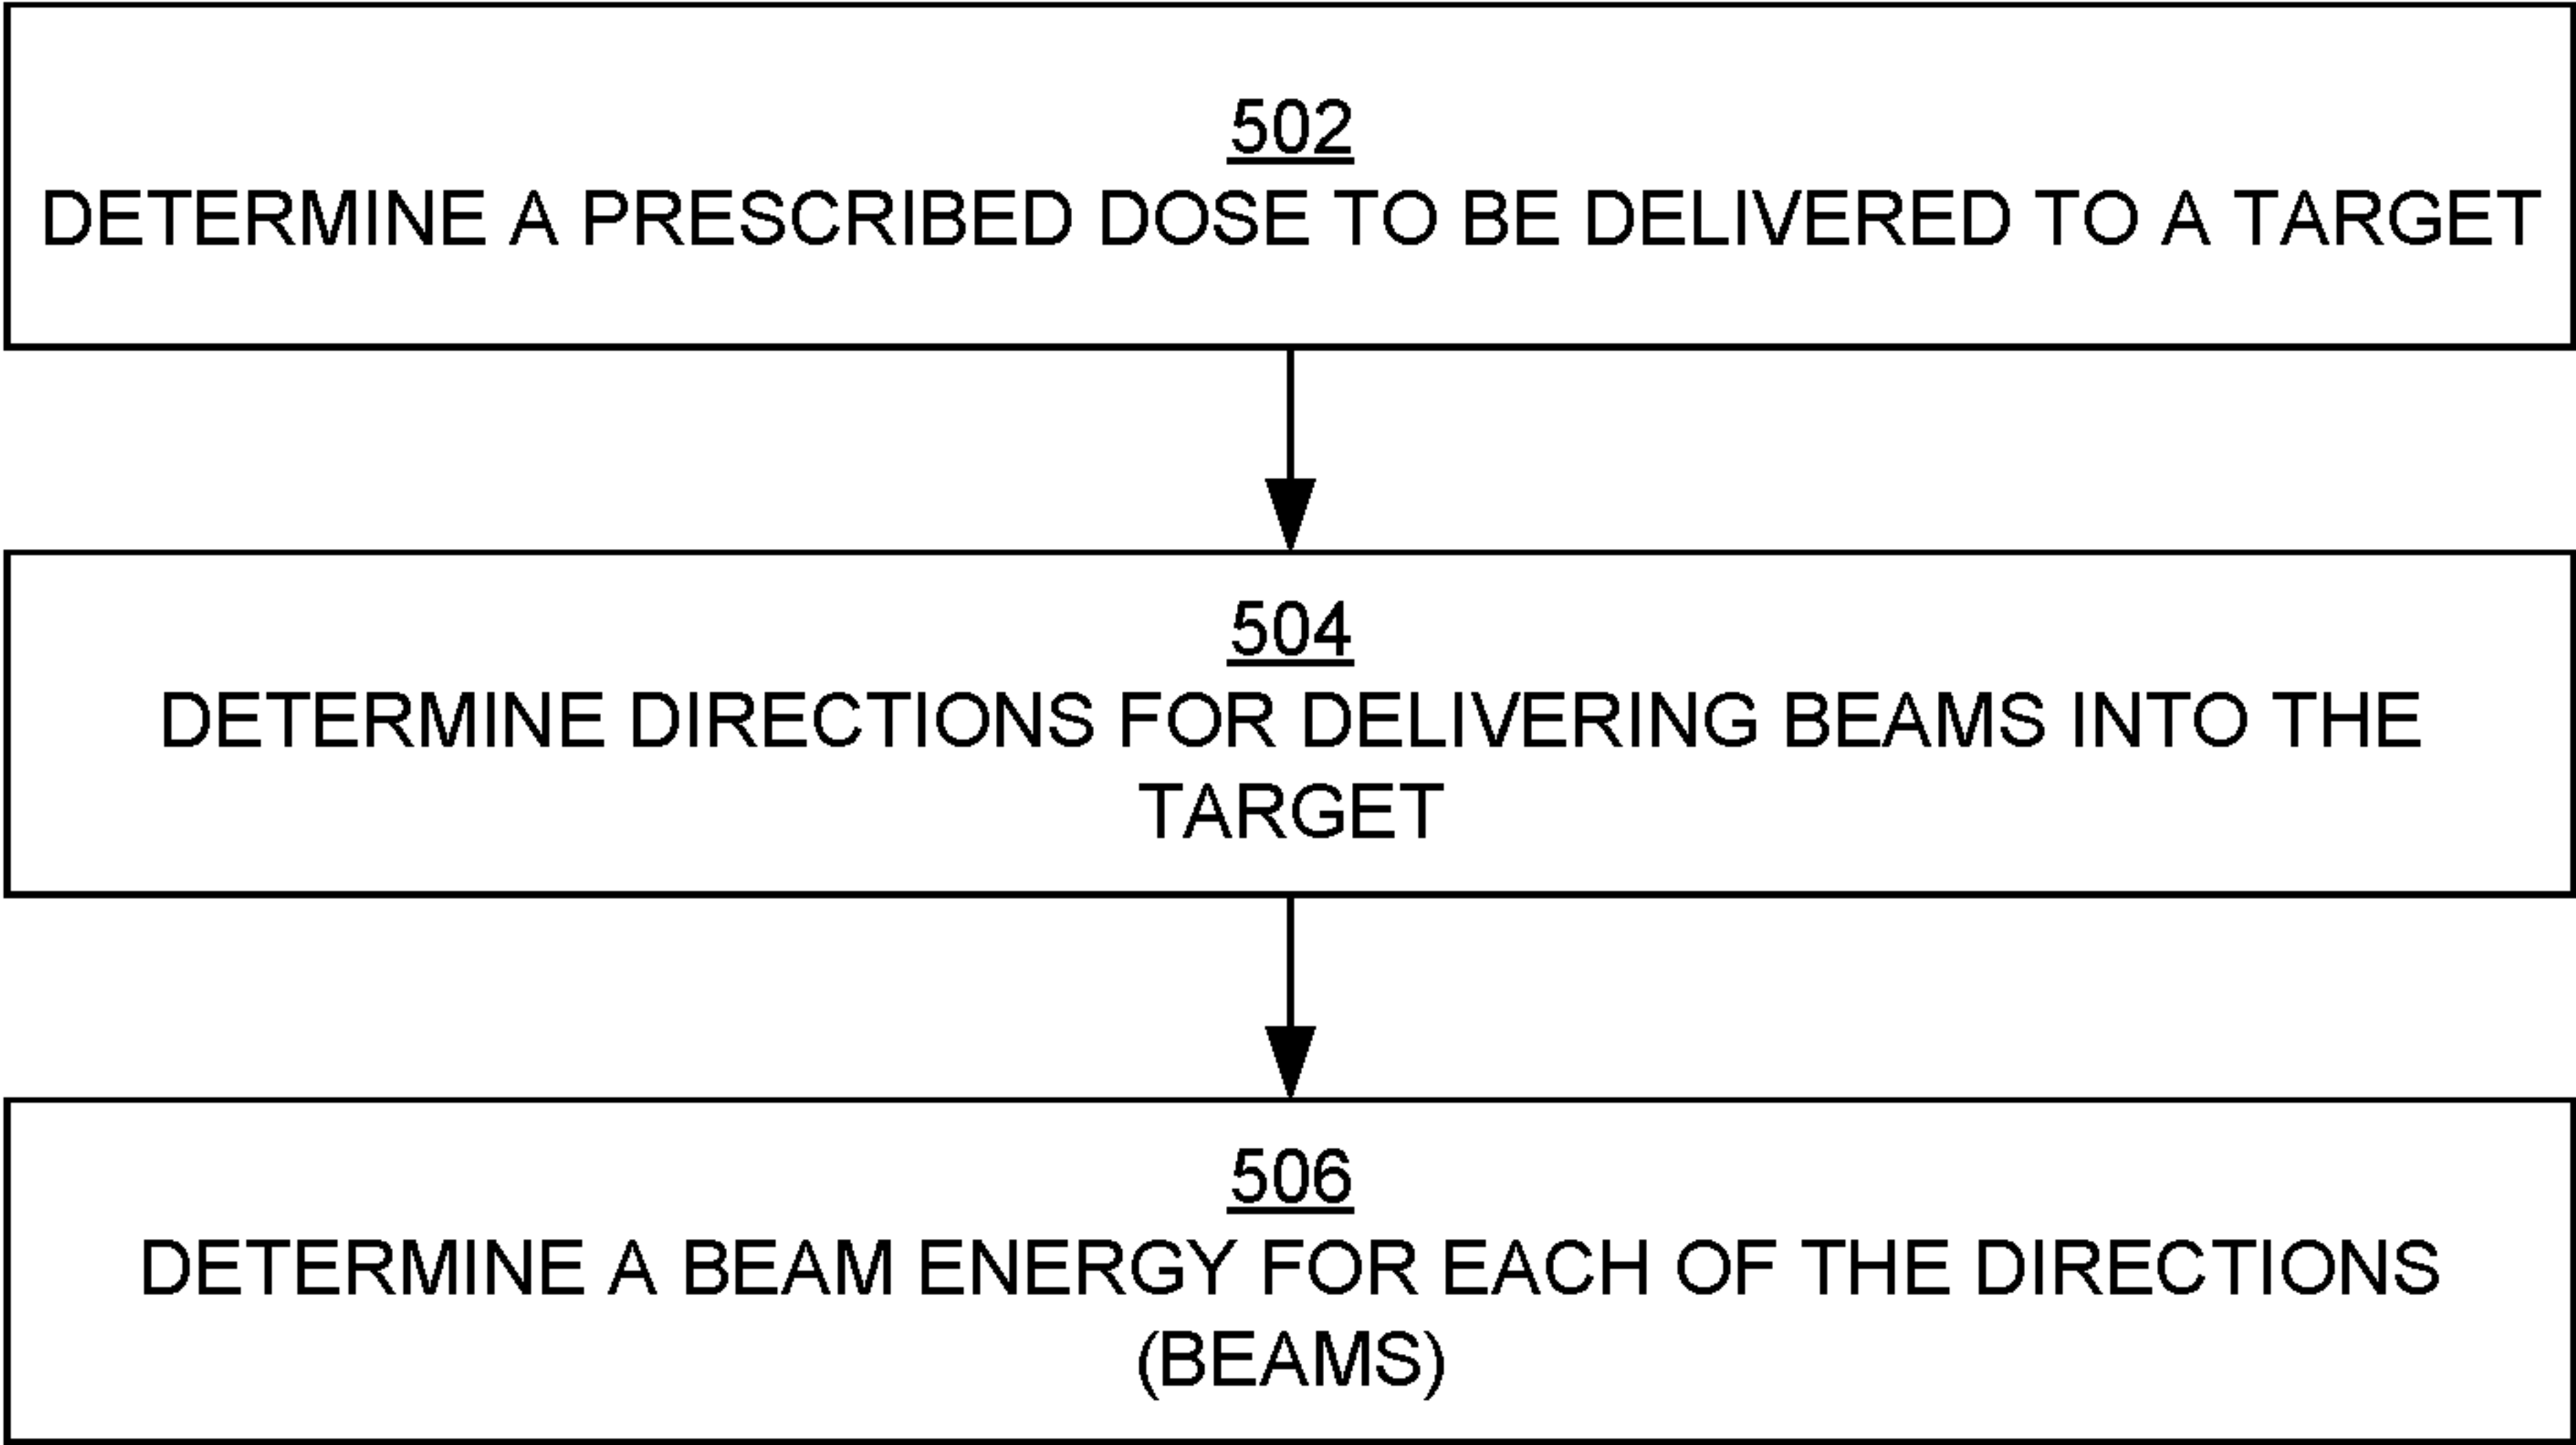 502
DETERMINE A PRESCRIBED DOSE TO BE DELIVERED TO A TARGET
504
DETERMINE DIRECTIONS FOR DELIVERING BEAMS INTO THE
TARGET
506
DETERMINE A BEAM ENERGY FOR EACH OF THE DIRECTIONS
(BEAMS)